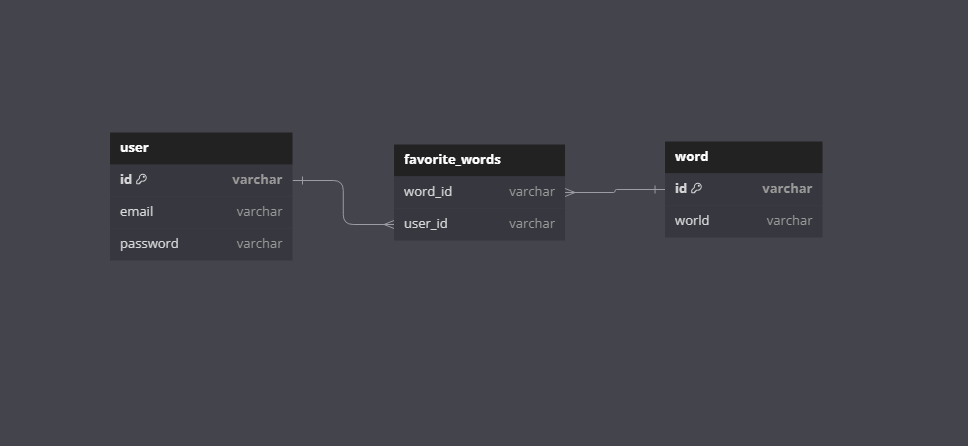 user
id varchar
email varchar
password varchar
favorite_words
word_id varchar
user_id varchar
word
id varchar
world varchar